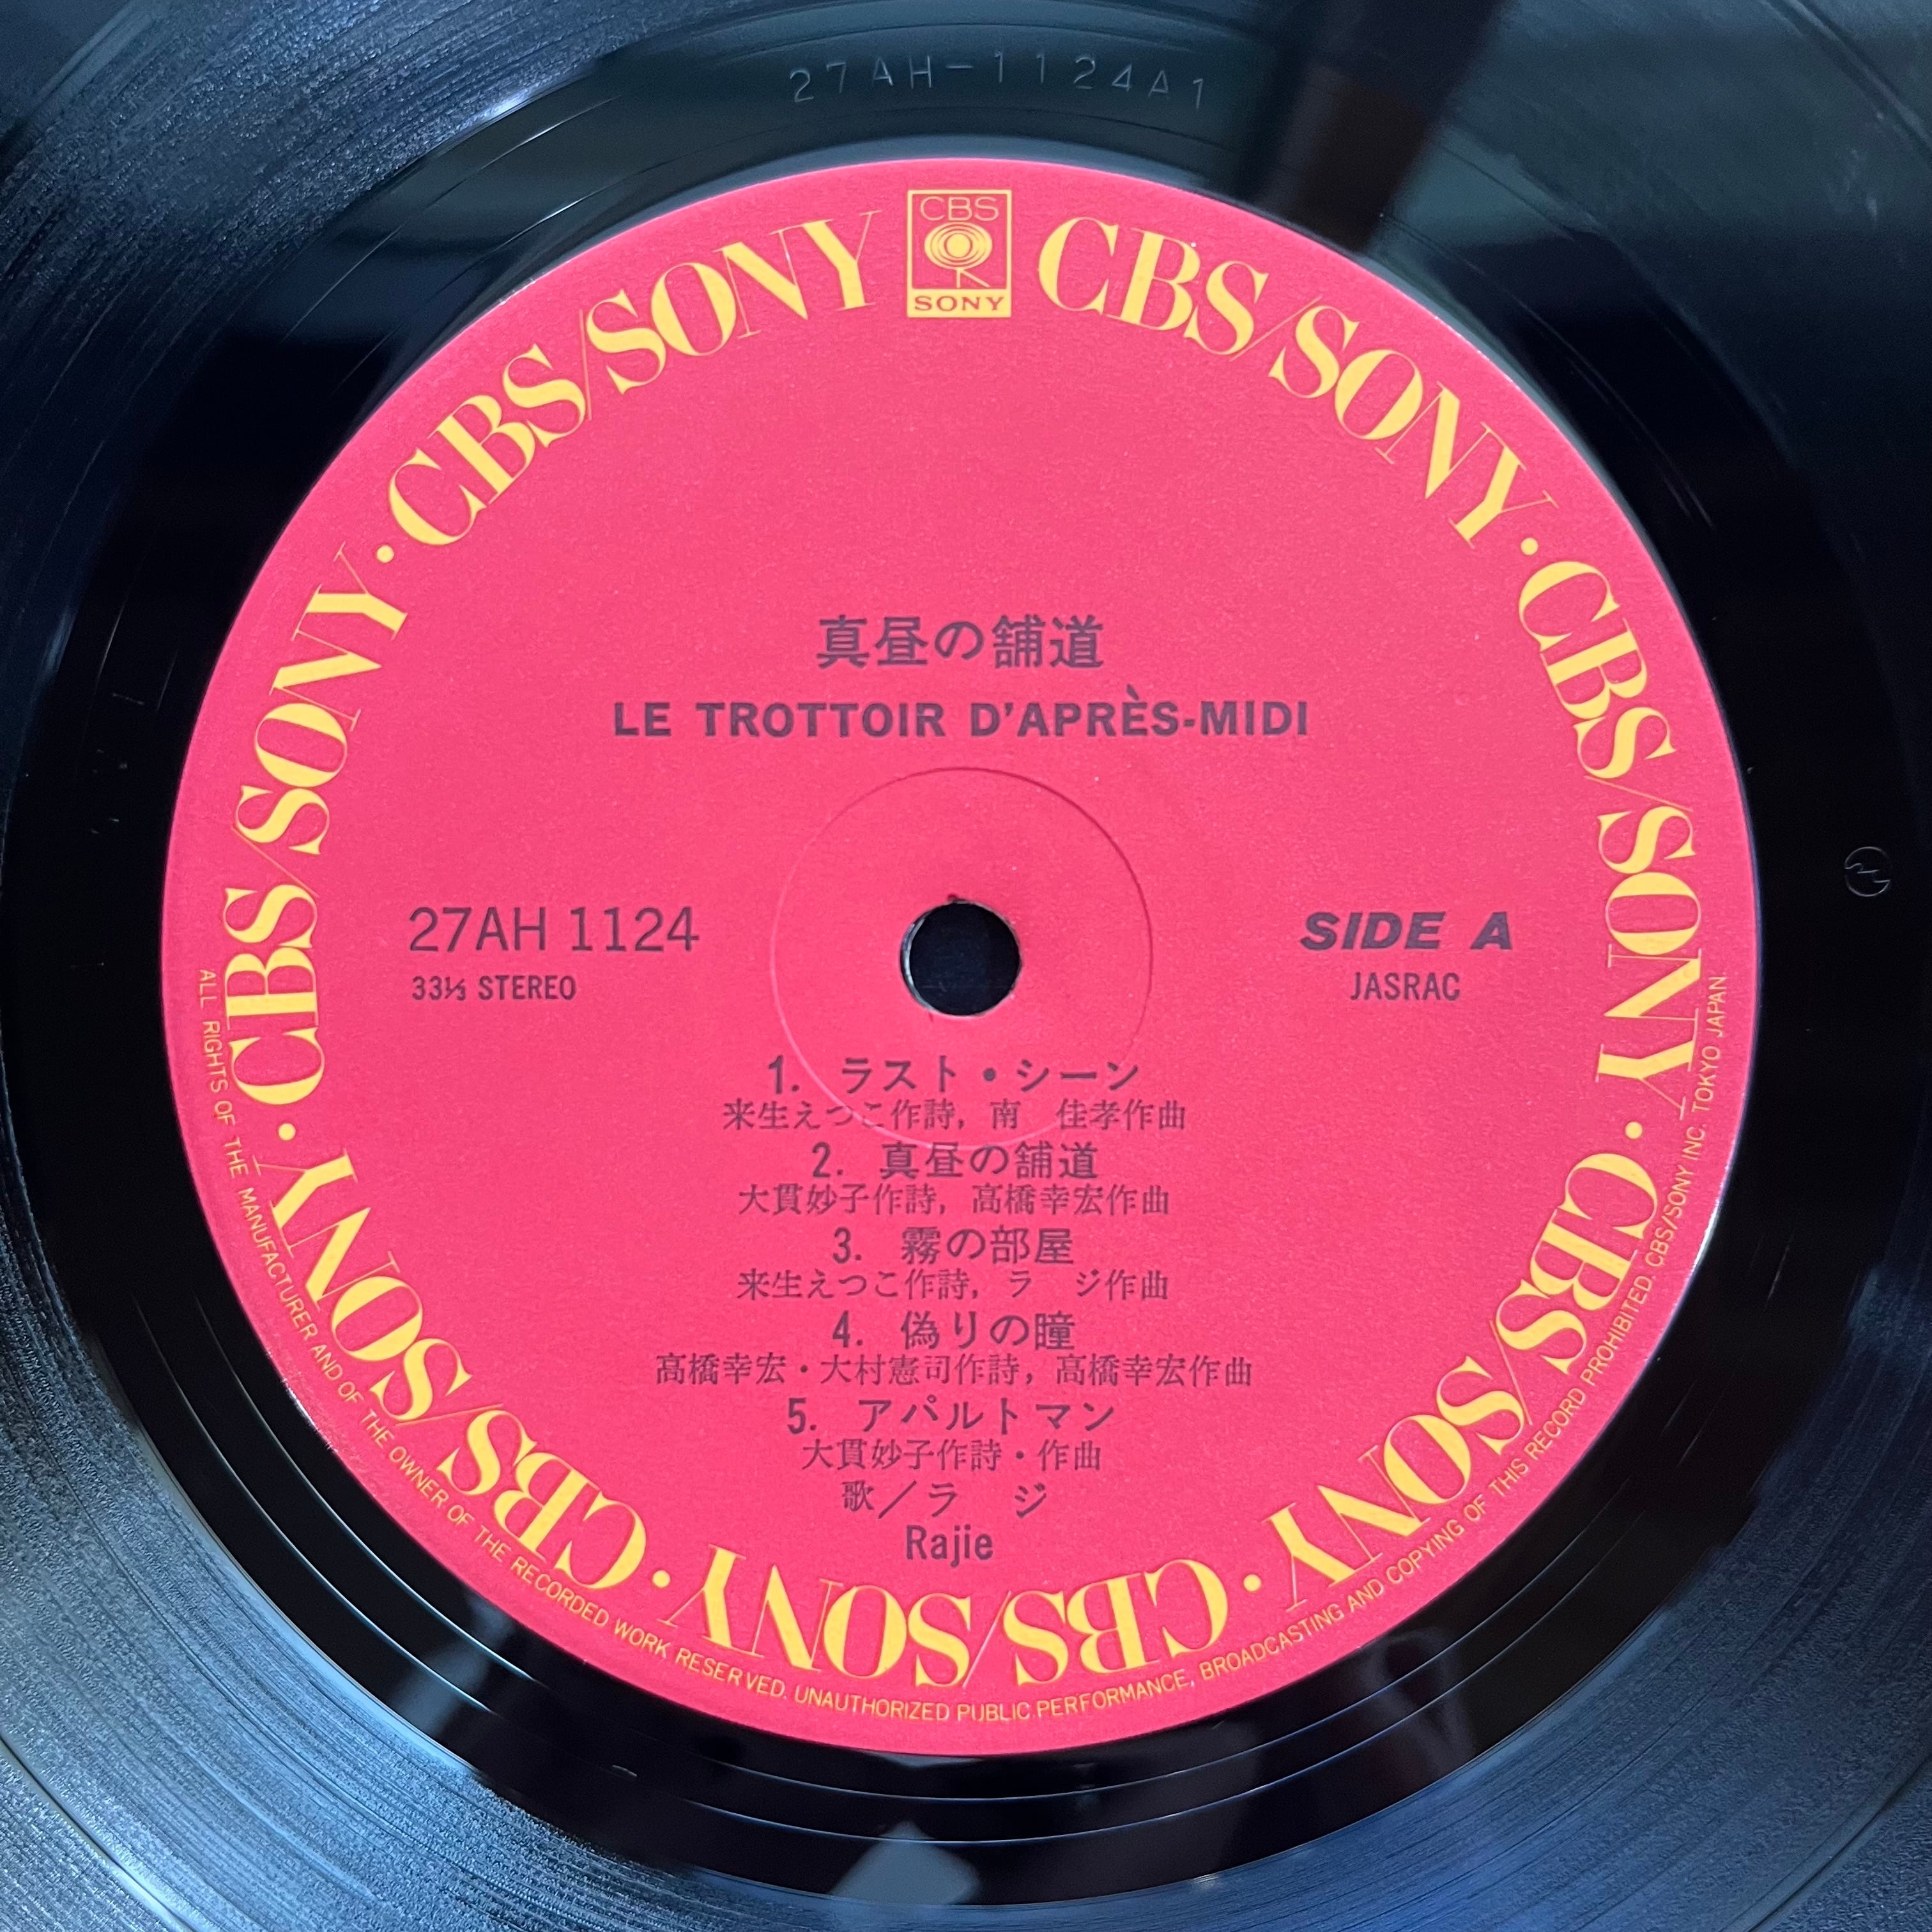 27AH-1124A1
CBS
SONY
CBS/SONY · CBS/SONY · CBS/SONY · CBS/SONY · CBS/SONY · CBS/SONY · CBS/SONY · CBS/SONY
真昼の舗道
LE TROTTOIR D'APRÈS-MIDI
27AH 1124
SIDE A
33⅓ STEREO
JASRAC
1. ラスト・シーン
来生えつこ作詩, 南　佳孝作曲
2. 真昼の舗道
大貫妙子作詩, 高橋幸宏作曲
3. 霧の部屋
来生えつこ作詩, ラ　ジ作曲
4. 偽りの瞳
高橋幸宏・大村憲司作詩, 高橋幸宏作曲
5. アパルトマン
大貫妙子作詩・作曲
歌／ラ　ジ
Rajie
ALL RIGHTS OF THE MANUFACTURER AND OF THE OWNER OF THE RECORDED WORK RESERVED. UNAUTHORIZED PUBLIC PERFORMANCE, BROADCASTING AND COPYING OF THIS RECORD PROHIBITED. CBS/SONY INC. TOKYO JAPAN